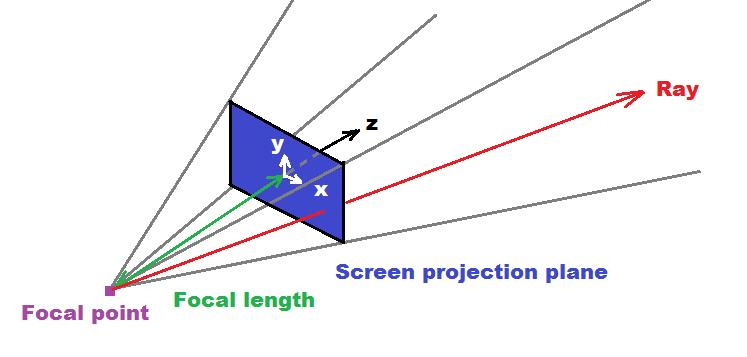 Ray
z
y
x
Screen projection plane
Focal length
Focal point